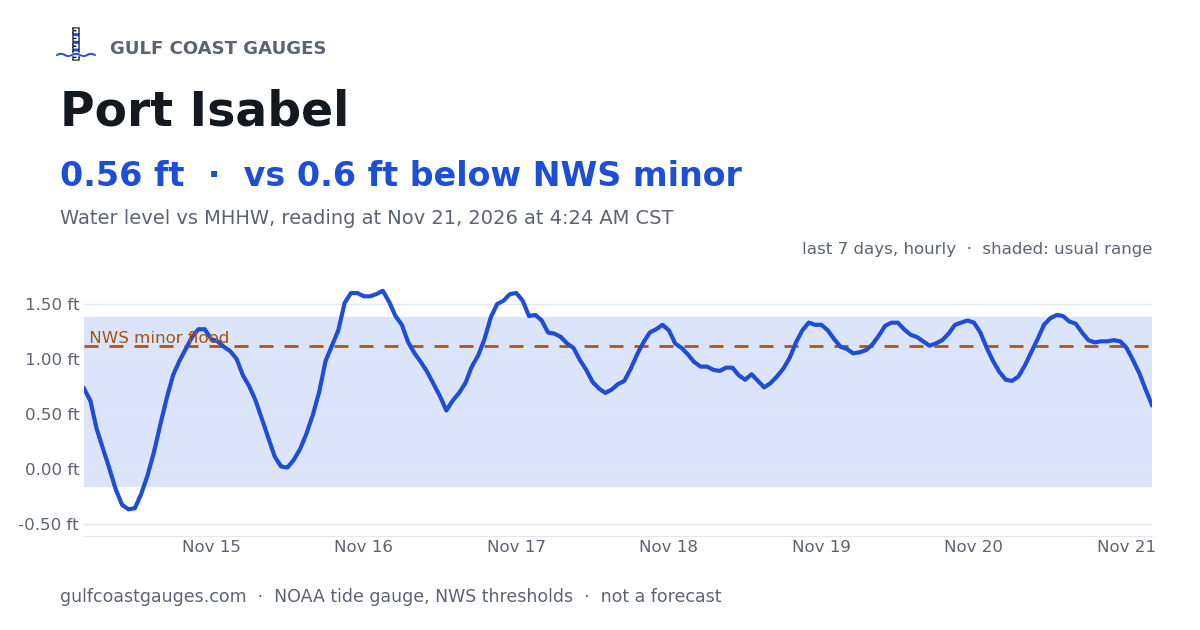 GULF COAST GAUGES
Port Isabel
0.56 ft · vs 0.6 ft below NWS minor
Water level vs MHHW, reading at Nov 21, 2026 at 4:24 AM CST
last 7 days, hourly · shaded: usual range
1.50 ft
NWS minor flood
1.00 ft
0.50 ft
0.00 ft
-0.50 ft
Nov 15 Nov 16 Nov 17 Nov 18 Nov 19 Nov 20 Nov 21
gulfcoastgauges.com · NOAA tide gauge, NWS thresholds · not a forecast